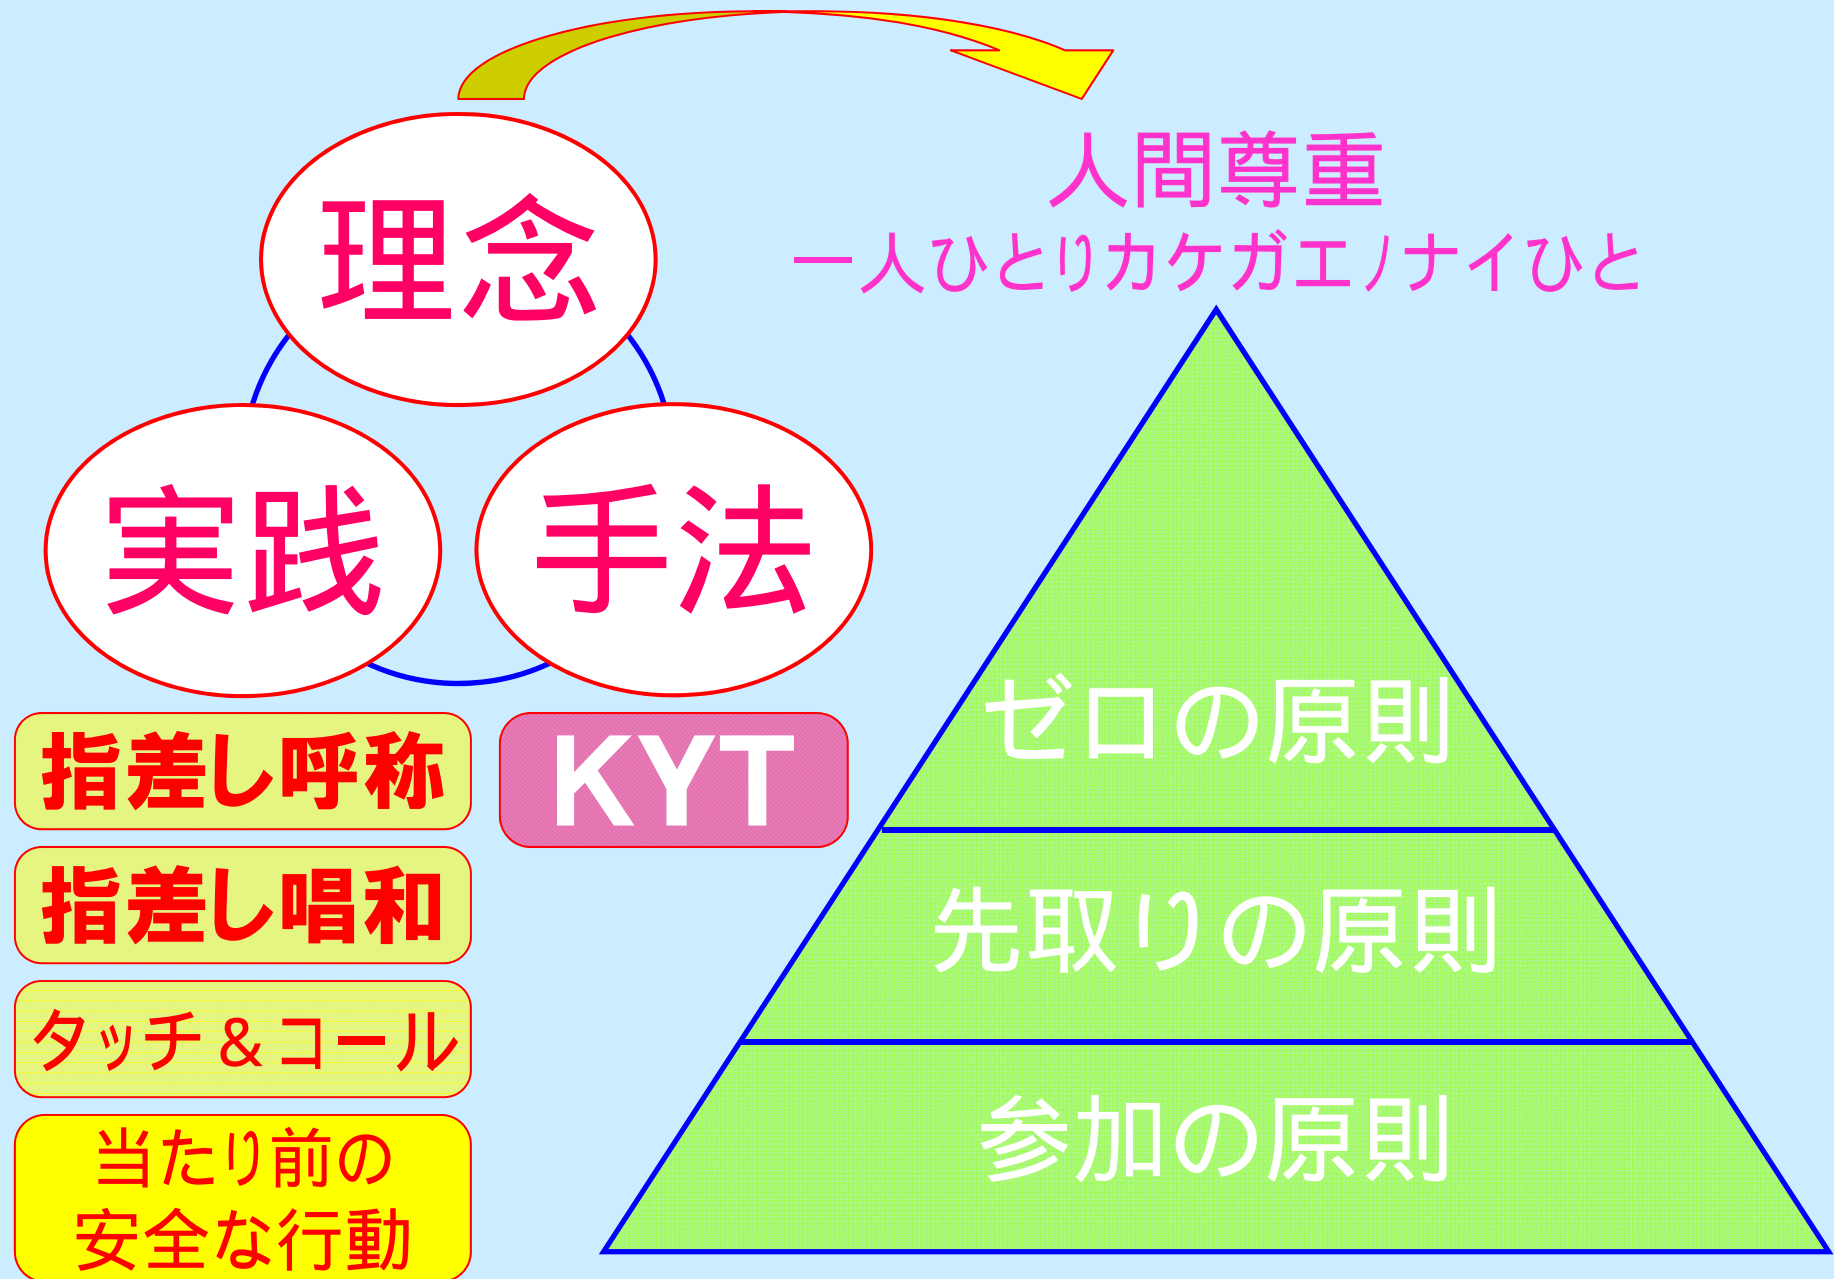 理念
実践
手法
指差し呼称
指差し唱和
タッチ＆コール
当たり前の
安全な行動
KYT
人間尊重
一人ひとりカケガエノナイひと
ゼロの原則
先取りの原則
参加の原則